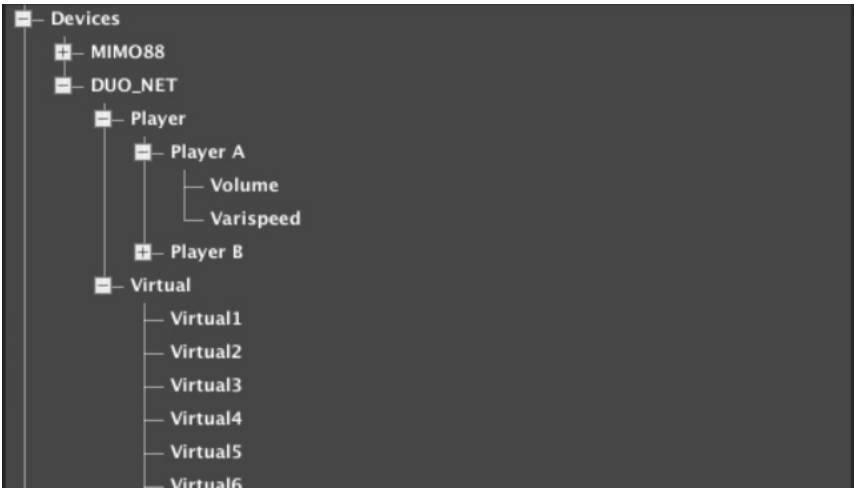 Devices
MIMO88
DUO_NET
Player
Player A
Volume
Varispeed
Player B
Virtual
Virtual1
Virtual2
Virtual3
Virtual4
Virtual5
Virtual6